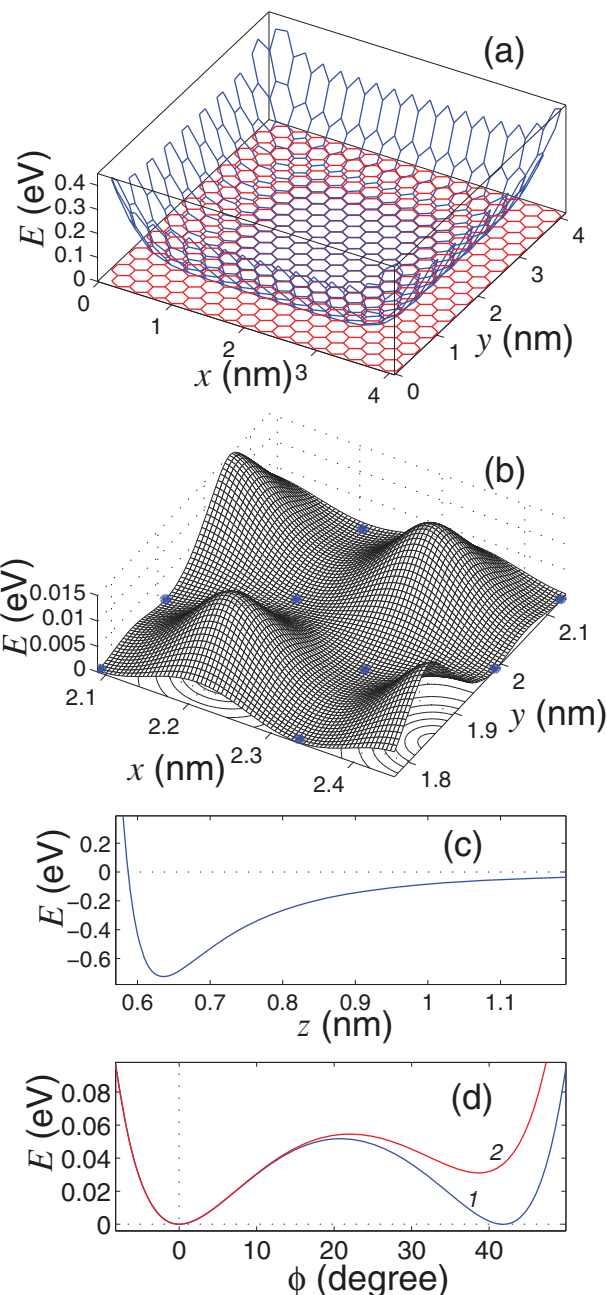 (a)
E (eV)
0.4
0.3
0.2
0.1
0
0
1
2
3
4
x (nm)
0
1
2
3
4
y (nm)
(b)
E (eV)
0.015
0.01
0.005
0
2.1
2.2
2.3
2.4
x (nm)
1.8
1.9
2
2.1
y (nm)
(c)
E (eV)
0.2
0
−0.2
−0.4
−0.6
0.6 0.7 0.8 0.9 1 1.1
z (nm)
(d)
E (eV)
0.08
0.06
0.04
0.02
0
2
1
0 10 20 30 40
ϕ (degree)